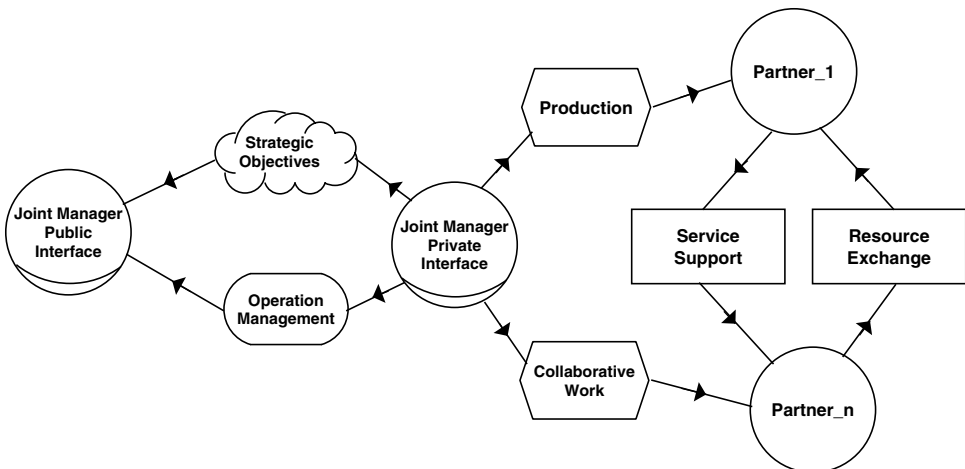 Joint Manager
Public
Interface
Strategic
Objectives
Operation
Management
Joint Manager
Private
Interface
Production
Collaborative
Work
Partner_1
Service
Support
Resource
Exchange
Partner_n